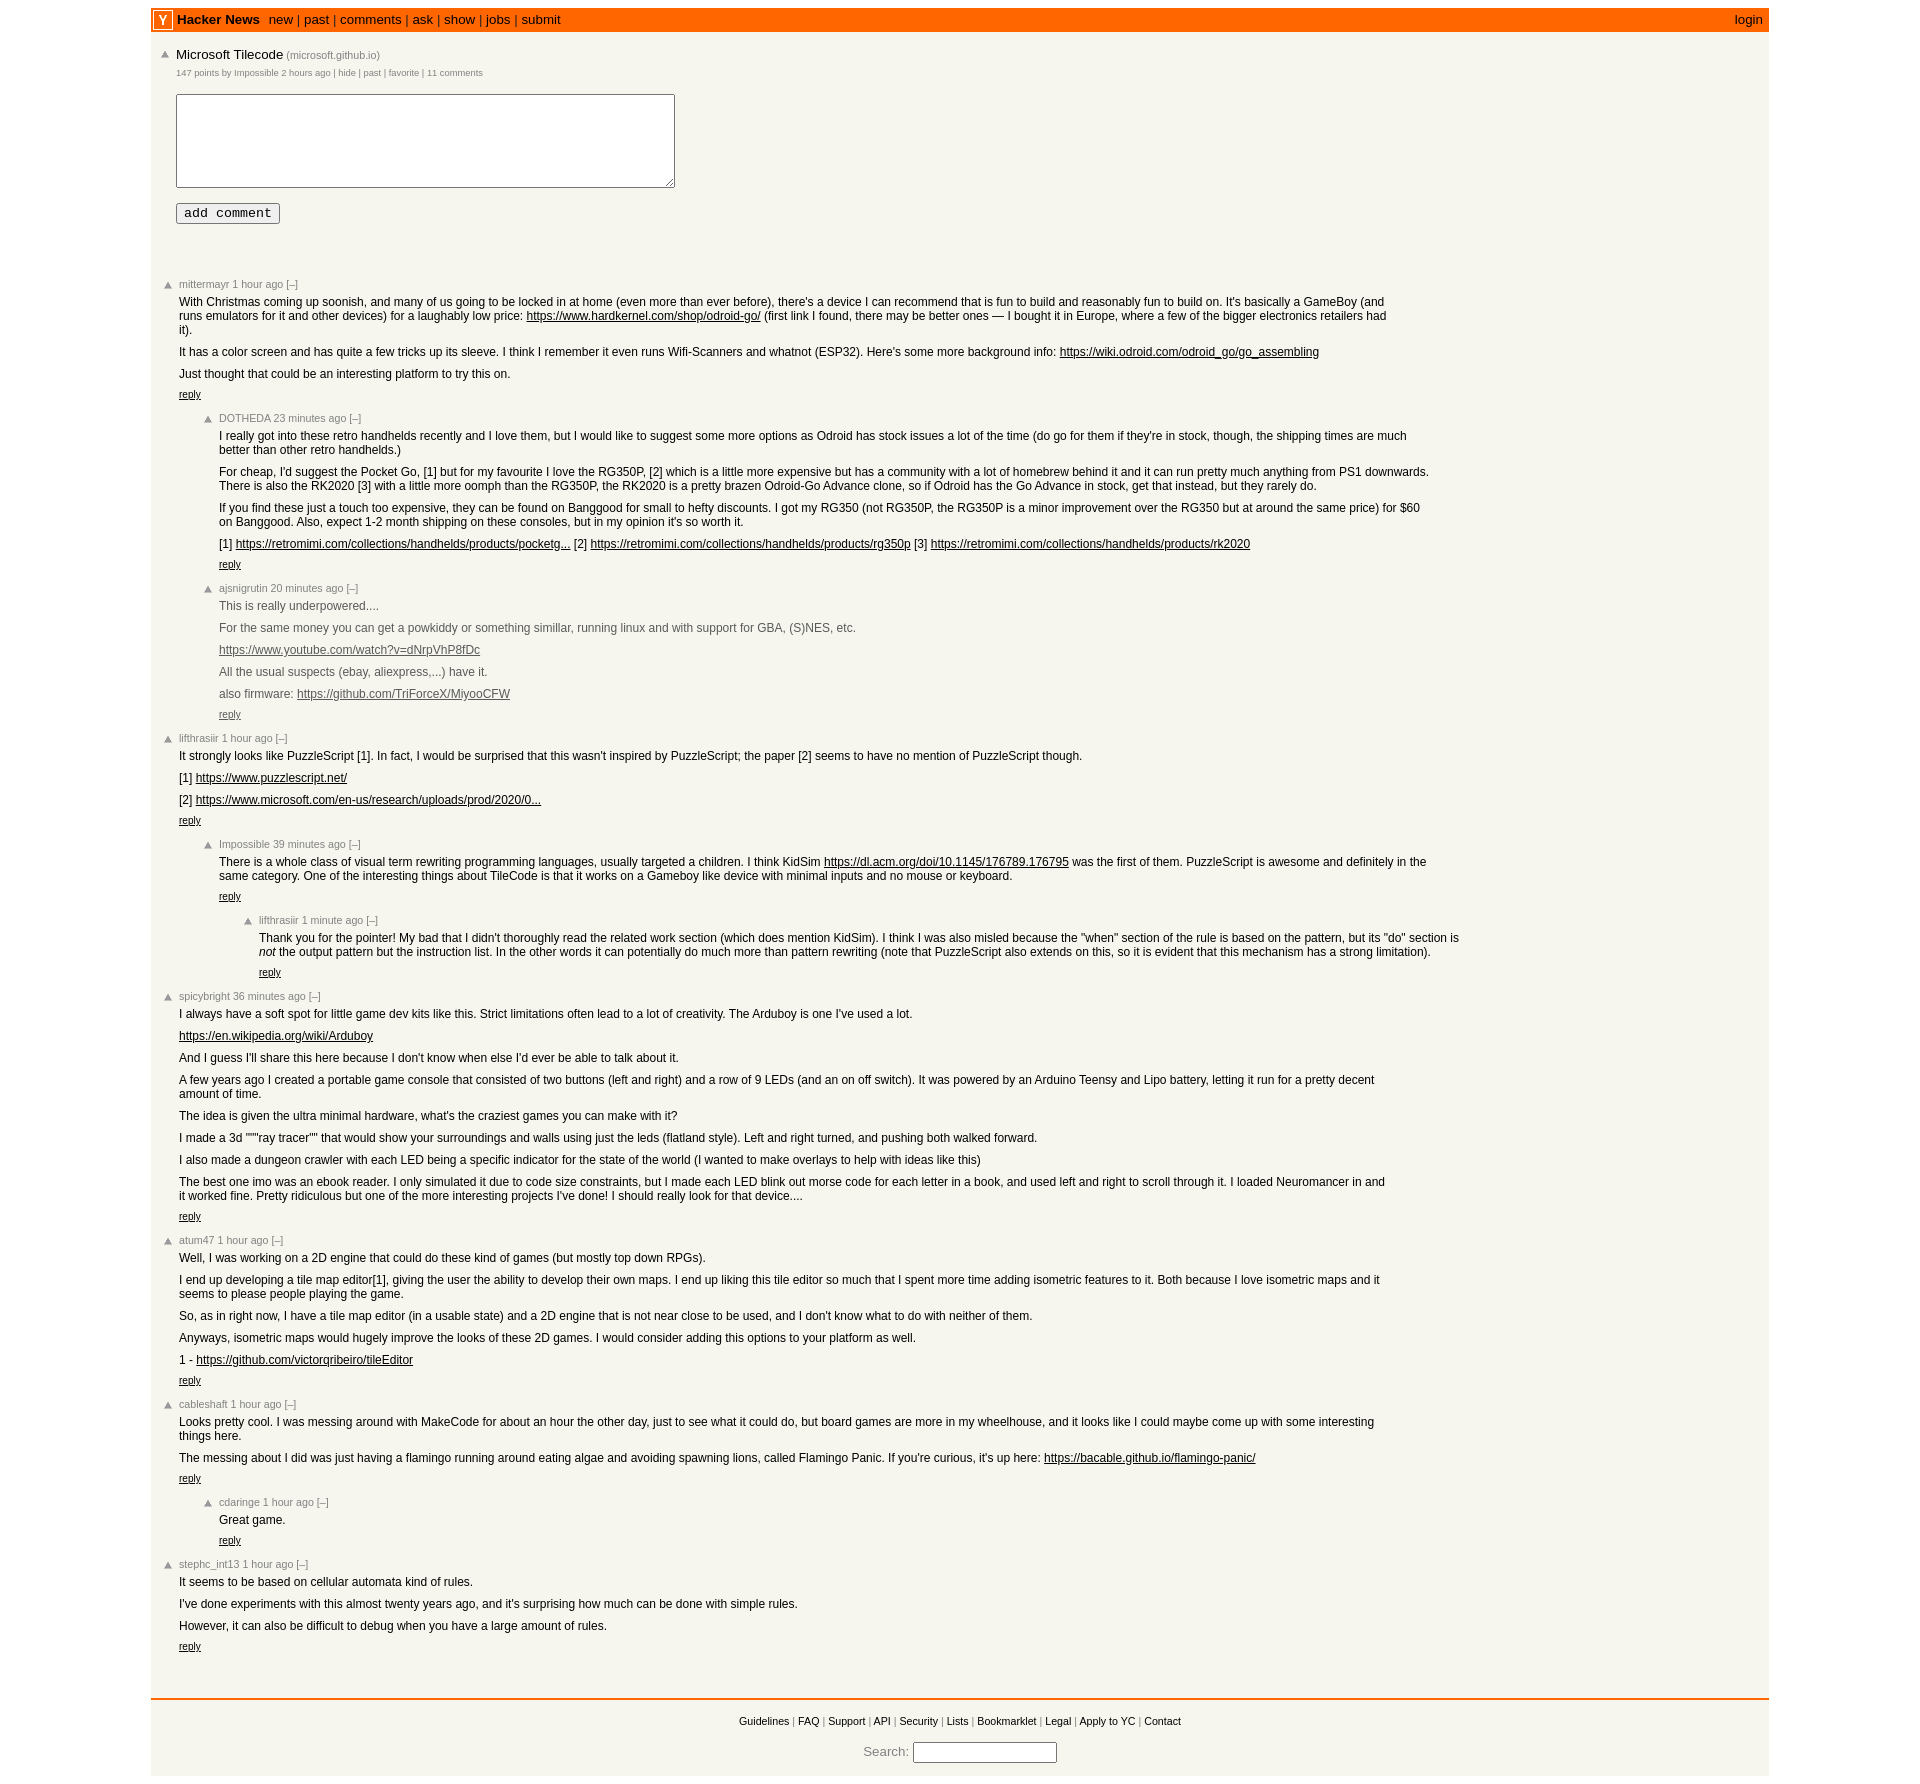 Y Hacker News new | past | comments | ask | show | jobs | submit login
Microsoft Tilecode (microsoft.github.io)
147 points by Impossible 2 hours ago | hide | past | favorite | 11 comments
add comment
mittermayr 1 hour ago [–]
With Christmas coming up soonish, and many of us going to be locked in at home (even more than ever before), there's a device I can recommend that is fun to build and reasonably fun to build on. It's basically a GameBoy (and
runs emulators for it and other devices) for a laughably low price: https://www.hardkernel.com/shop/odroid-go/ (first link I found, there may be better ones — I bought it in Europe, where a few of the bigger electronics retailers had
it).
It has a color screen and has quite a few tricks up its sleeve. I think I remember it even runs Wifi-Scanners and whatnot (ESP32). Here's some more background info: https://wiki.odroid.com/odroid_go/go_assembling
Just thought that could be an interesting platform to try this on.
reply
DOTHEDA 23 minutes ago [–]
I really got into these retro handhelds recently and I love them, but I would like to suggest some more options as Odroid has stock issues a lot of the time (do go for them if they're in stock, though, the shipping times are much
better than other retro handhelds.)
For cheap, I'd suggest the Pocket Go, [1] but for my favourite I love the RG350P, [2] which is a little more expensive but has a community with a lot of homebrew behind it and it can run pretty much anything from PS1 downwards.
There is also the RK2020 [3] with a little more oomph than the RG350P, the RK2020 is a pretty brazen Odroid-Go Advance clone, so if Odroid has the Go Advance in stock, get that instead, but they rarely do.
If you find these just a touch too expensive, they can be found on Banggood for small to hefty discounts. I got my RG350 (not RG350P, the RG350P is a minor improvement over the RG350 but at around the same price) for $60
on Banggood. Also, expect 1-2 month shipping on these consoles, but in my opinion it's so worth it.
[1] https://retromimi.com/collections/handhelds/products/pocketg... [2] https://retromimi.com/collections/handhelds/products/rg350p [3] https://retromimi.com/collections/handhelds/products/rk2020
reply
ajsnigrutin 20 minutes ago [–]
This is really underpowered....
For the same money you can get a powkiddy or something simillar, running linux and with support for GBA, (S)NES, etc.
https://www.youtube.com/watch?v=dNrpVhP8fDc
All the usual suspects (ebay, aliexpress,...) have it.
also firmware: https://github.com/TriForceX/MiyooCFW
reply
lifthrasiir 1 hour ago [–]
It strongly looks like PuzzleScript [1]. In fact, I would be surprised that this wasn't inspired by PuzzleScript; the paper [2] seems to have no mention of PuzzleScript though.
[1] https://www.puzzlescript.net/
[2] https://www.microsoft.com/en-us/research/uploads/prod/2020/0...
reply
Impossible 39 minutes ago [–]
There is a whole class of visual term rewriting programming languages, usually targeted a children. I think KidSim https://dl.acm.org/doi/10.1145/176789.176795 was the first of them. PuzzleScript is awesome and definitely in the
same category. One of the interesting things about TileCode is that it works on a Gameboy like device with minimal inputs and no mouse or keyboard.
reply
lifthrasiir 1 minute ago [–]
Thank you for the pointer! My bad that I didn't thoroughly read the related work section (which does mention KidSim). I think I was also misled because the "when" section of the rule is based on the pattern, but its "do" section is
not the output pattern but the instruction list. In the other words it can potentially do much more than pattern rewriting (note that PuzzleScript also extends on this, so it is evident that this mechanism has a strong limitation).
reply
spicybright 36 minutes ago [–]
I always have a soft spot for little game dev kits like this. Strict limitations often lead to a lot of creativity. The Arduboy is one I've used a lot.
https://en.wikipedia.org/wiki/Arduboy
And I guess I'll share this here because I don't know when else I'd ever be able to talk about it.
A few years ago I created a portable game console that consisted of two buttons (left and right) and a row of 9 LEDs (and an on off switch). It was powered by an Arduino Teensy and Lipo battery, letting it run for a pretty decent
amount of time.
The idea is given the ultra minimal hardware, what's the craziest games you can make with it?
I made a 3d """ray tracer"" that would show your surroundings and walls using just the leds (flatland style). Left and right turned, and pushing both walked forward.
I also made a dungeon crawler with each LED being a specific indicator for the state of the world (I wanted to make overlays to help with ideas like this)
The best one imo was an ebook reader. I only simulated it due to code size constraints, but I made each LED blink out morse code for each letter in a book, and used left and right to scroll through it. I loaded Neuromancer in and
it worked fine. Pretty ridiculous but one of the more interesting projects I've done! I should really look for that device....
reply
atum47 1 hour ago [–]
Well, I was working on a 2D engine that could do these kind of games (but mostly top down RPGs).
I end up developing a tile map editor[1], giving the user the ability to develop their own maps. I end up liking this tile editor so much that I spent more time adding isometric features to it. Both because I love isometric maps and it
seems to please people playing the game.
So, as in right now, I have a tile map editor (in a usable state) and a 2D engine that is not near close to be used, and I don't know what to do with neither of them.
Anyways, isometric maps would hugely improve the looks of these 2D games. I would consider adding this options to your platform as well.
1 - https://github.com/victorqribeiro/tileEditor
reply
cableshaft 1 hour ago [–]
Looks pretty cool. I was messing around with MakeCode for about an hour the other day, just to see what it could do, but board games are more in my wheelhouse, and it looks like I could maybe come up with some interesting
things here.
The messing about I did was just having a flamingo running around eating algae and avoiding spawning lions, called Flamingo Panic. If you're curious, it's up here: https://bacable.github.io/flamingo-panic/
reply
cdaringe 1 hour ago [–]
Great game.
reply
stephc_int13 1 hour ago [–]
It seems to be based on cellular automata kind of rules.
I've done experiments with this almost twenty years ago, and it's surprising how much can be done with simple rules.
However, it can also be difficult to debug when you have a large amount of rules.
reply
Guidelines | FAQ | Support | API | Security | Lists | Bookmarklet | Legal | Apply to YC | Contact
Search: